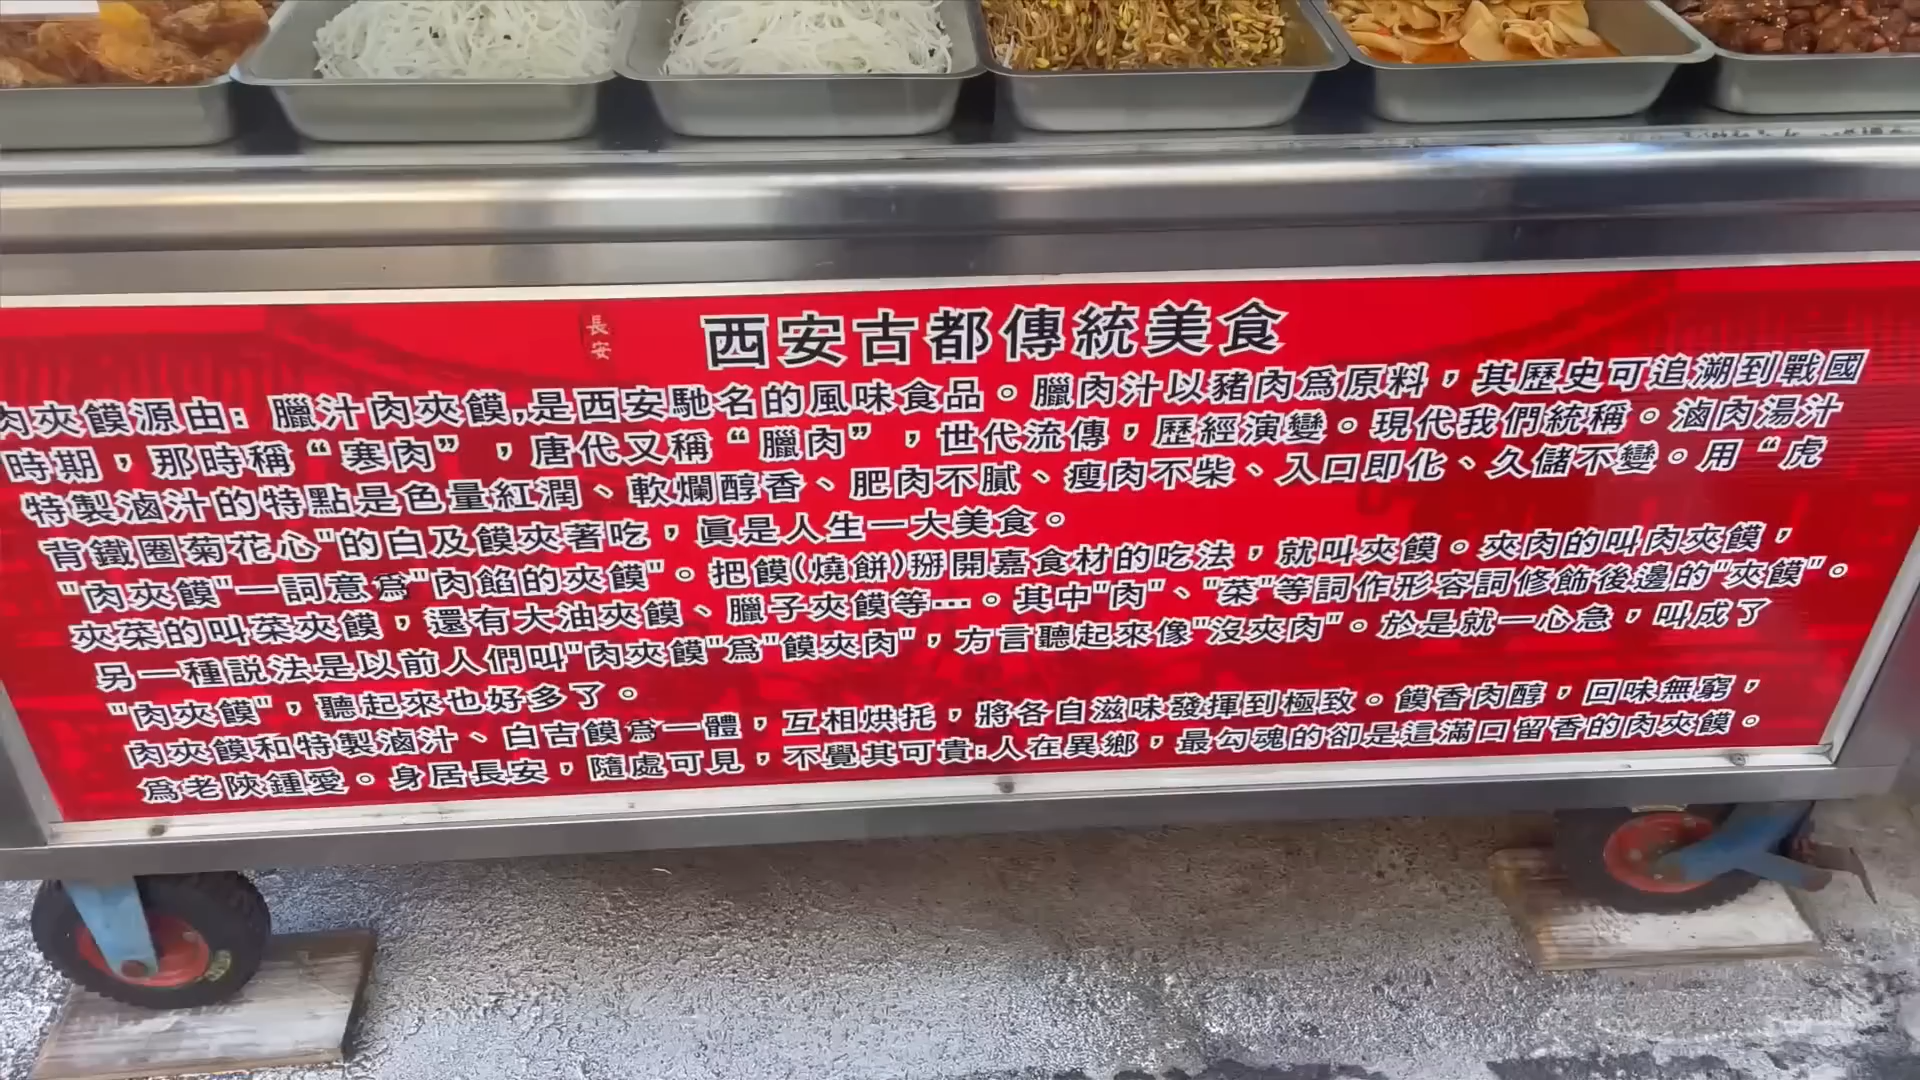 長
安
西安古都傳統美食
肉夾饃源由: 臘汁肉夾饃,是西安馳名的風味食品。臘肉汁以豬肉為原料，其歷史可追溯到戰國
時期，那時稱“寒肉”，唐代又稱“臘肉”，世代流傳，歷經演變。現代我們統稱。滷肉湯汁
特製滷汁的特點是色量紅潤、軟爛醇香、肥肉不膩、瘦肉不柴、入口即化、久儲不變。用“虎
背鐵圈菊花心"的白及饃夾著吃，真是人生一大美食。
"肉夾饃"一詞意為"肉餡的夾饃"。把饃(燒餅)掰開嘉食材的吃法，就叫夾饃。夾肉的叫肉夾饃，
夾菜的叫菜夾饃，還有大油夾饃、臘子夾饃等…。其中"肉"、"菜"等詞作形容詞修飾後邊的"夾饃"。
另一種説法是以前人們叫"肉夾饃"為"饃夾肉"，方言聽起來像"沒夾肉"。於是就一心急，叫成了
"肉夾饃"，聽起來也好多了。
肉夾饃和特製滷汁、白吉饃為一體，互相烘托，將各自滋味發揮到極致。饃香肉醇，回味無窮，
為老陝鍾愛。身居長安，隨處可見，不覺其可貴:人在異鄉，最勾魂的卻是這滿口留香的肉夾饃。